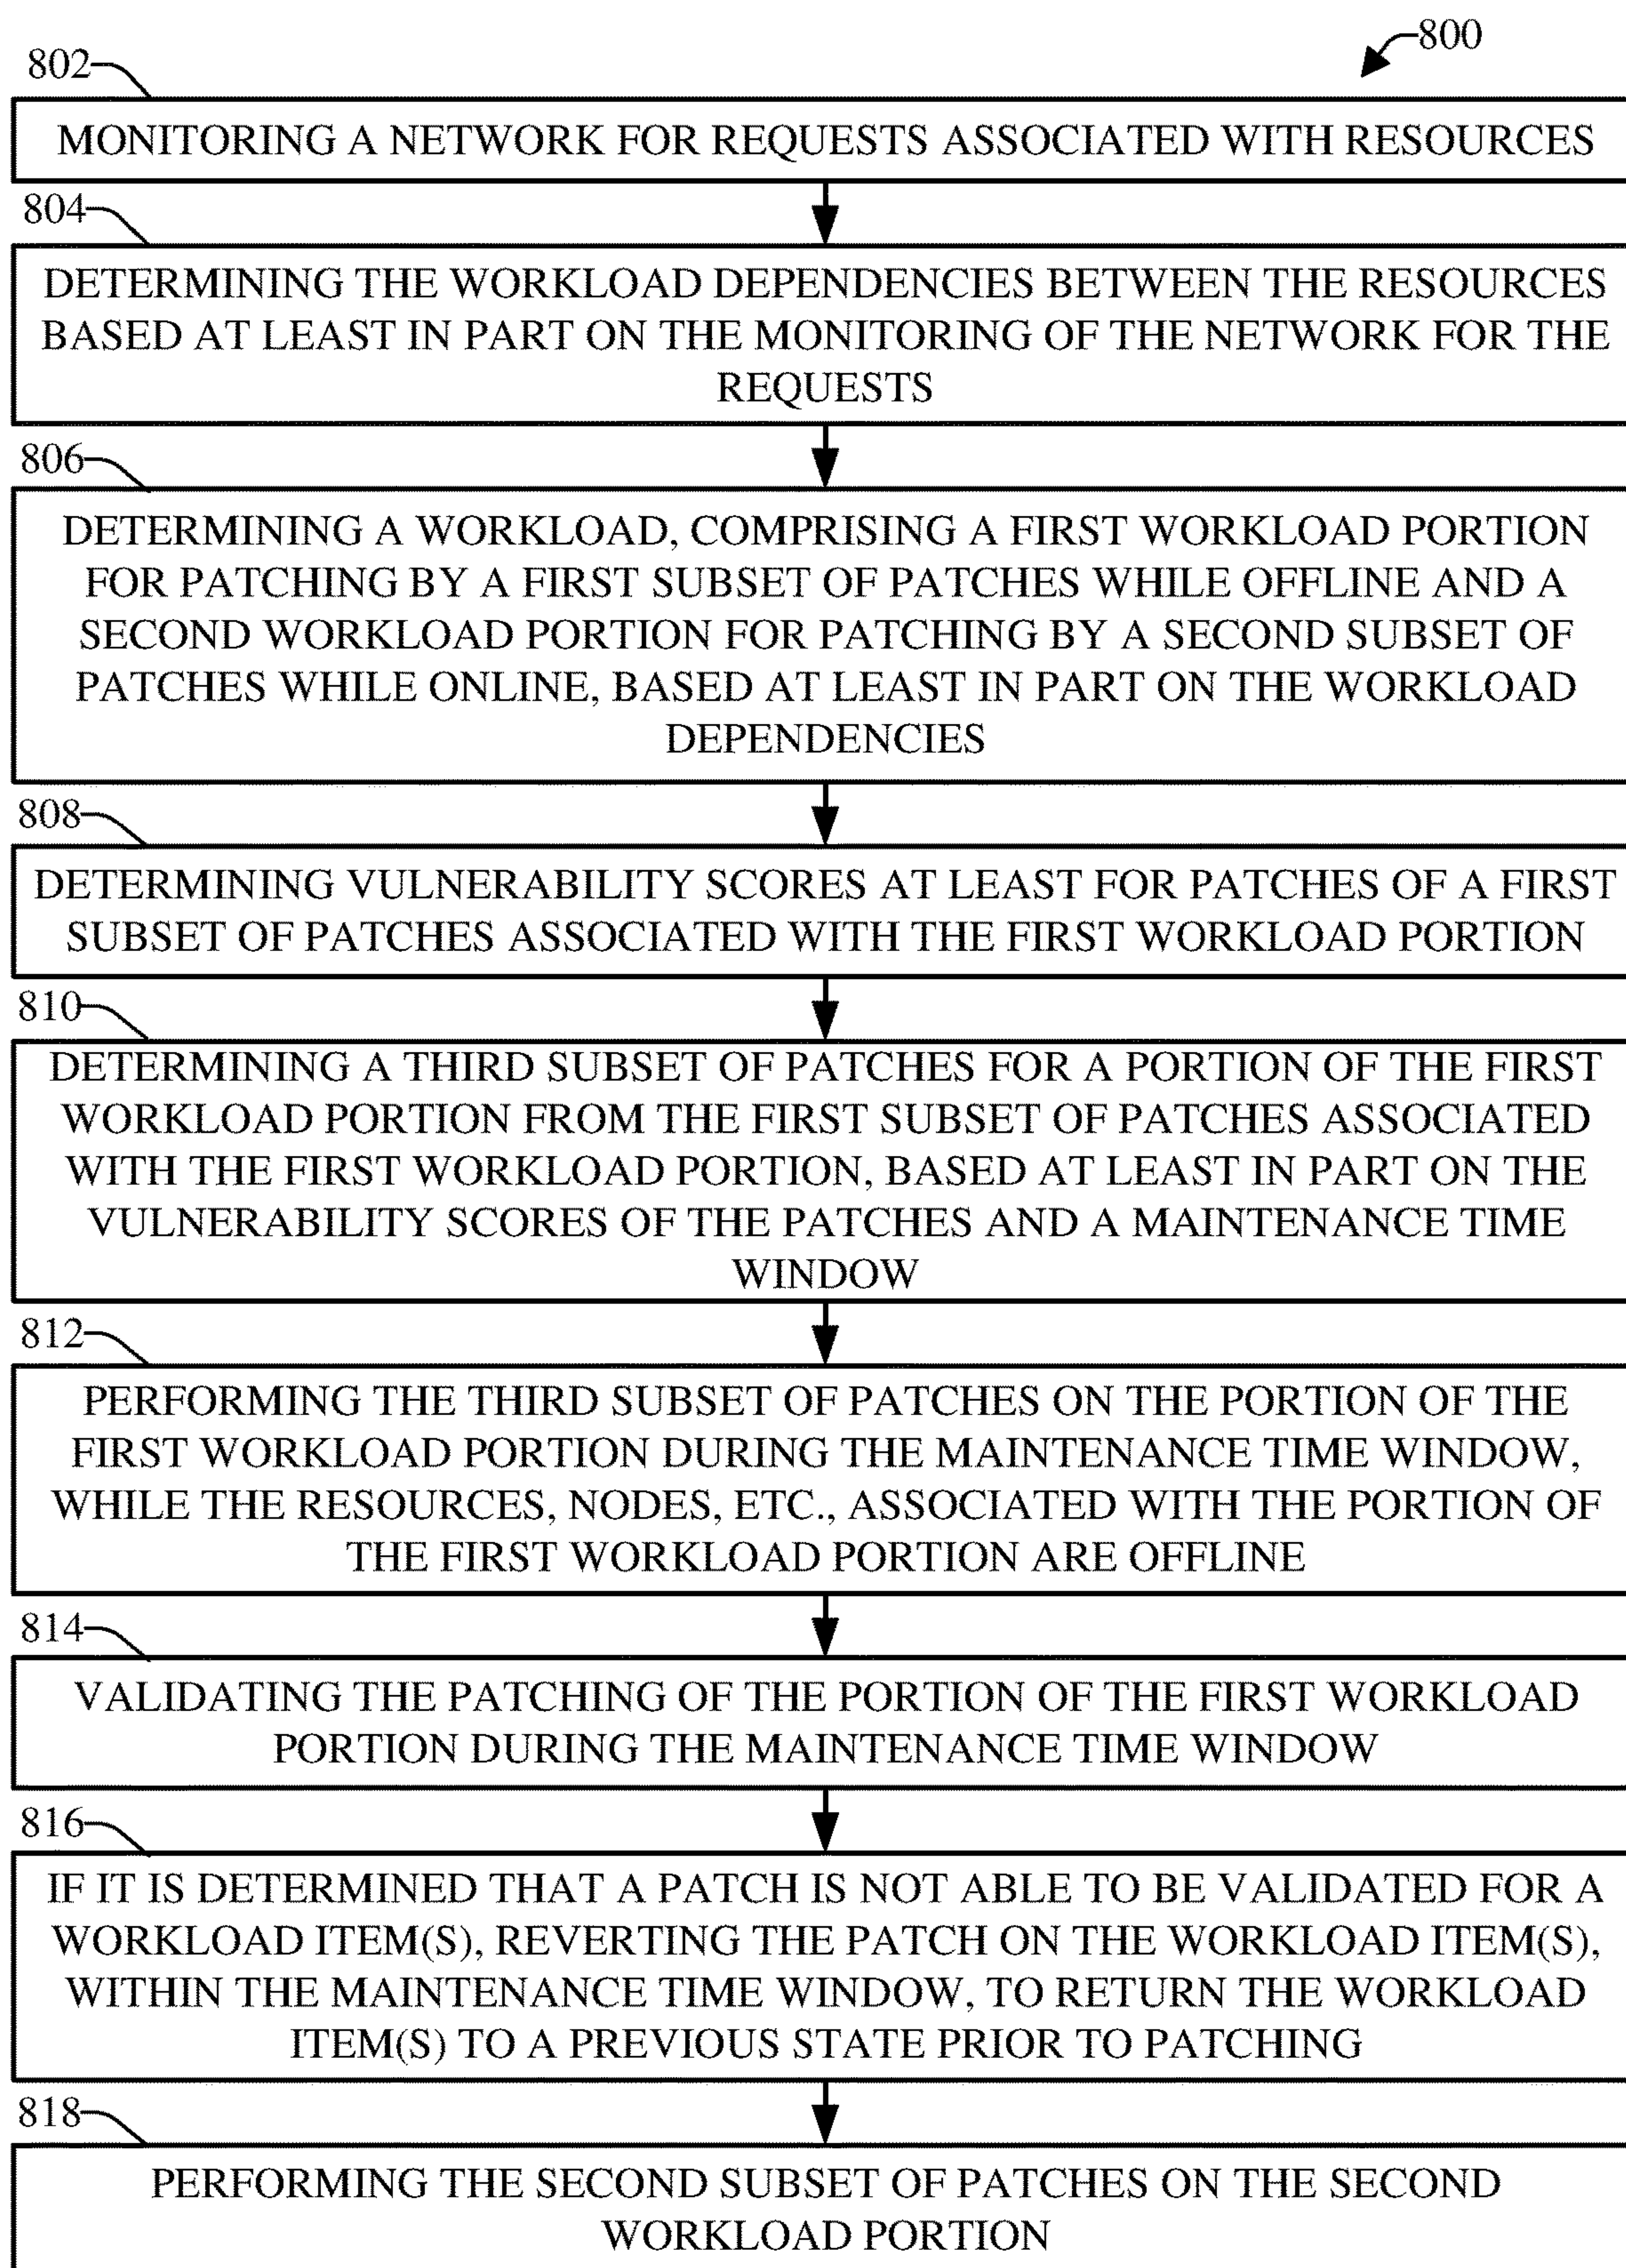 800
802
MONITORING A NETWORK FOR REQUESTS ASSOCIATED WITH RESOURCES
804
DETERMINING THE WORKLOAD DEPENDENCIES BETWEEN THE RESOURCES
BASED AT LEAST IN PART ON THE MONITORING OF THE NETWORK FOR THE
REQUESTS
806
DETERMINING A WORKLOAD, COMPRISING A FIRST WORKLOAD PORTION
FOR PATCHING BY A FIRST SUBSET OF PATCHES WHILE OFFLINE AND A
SECOND WORKLOAD PORTION FOR PATCHING BY A SECOND SUBSET OF
PATCHES WHILE ONLINE, BASED AT LEAST IN PART ON THE WORKLOAD
DEPENDENCIES
808
DETERMINING VULNERABILITY SCORES AT LEAST FOR PATCHES OF A FIRST
SUBSET OF PATCHES ASSOCIATED WITH THE FIRST WORKLOAD PORTION
810
DETERMINING A THIRD SUBSET OF PATCHES FOR A PORTION OF THE FIRST
WORKLOAD PORTION FROM THE FIRST SUBSET OF PATCHES ASSOCIATED
WITH THE FIRST WORKLOAD PORTION, BASED AT LEAST IN PART ON THE
VULNERABILITY SCORES OF THE PATCHES AND A MAINTENANCE TIME
WINDOW
812
PERFORMING THE THIRD SUBSET OF PATCHES ON THE PORTION OF THE
FIRST WORKLOAD PORTION DURING THE MAINTENANCE TIME WINDOW,
WHILE THE RESOURCES, NODES, ETC., ASSOCIATED WITH THE PORTION OF
THE FIRST WORKLOAD PORTION ARE OFFLINE
814
VALIDATING THE PATCHING OF THE PORTION OF THE FIRST WORKLOAD
PORTION DURING THE MAINTENANCE TIME WINDOW
816
IF IT IS DETERMINED THAT A PATCH IS NOT ABLE TO BE VALIDATED FOR A
WORKLOAD ITEM(S), REVERTING THE PATCH ON THE WORKLOAD ITEM(S),
WITHIN THE MAINTENANCE TIME WINDOW, TO RETURN THE WORKLOAD
ITEM(S) TO A PREVIOUS STATE PRIOR TO PATCHING
818
PERFORMING THE SECOND SUBSET OF PATCHES ON THE SECOND
WORKLOAD PORTION